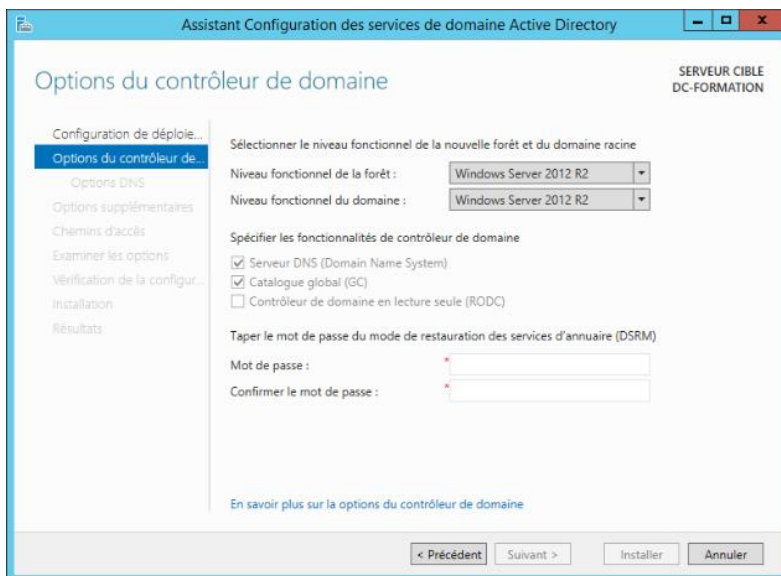 Assistant Configuration des services de domaine Active Directory
Options du contrôleur de domaine
SERVEUR CIBLE
DC-FORMATION
Configuration de déploie...
Options du contrôleur de...
Options DNS
Options supplémentaires
Chemins d'accès
Examiner les options
Vérification de la configur...
Installation
Résultats
Sélectionner le niveau fonctionnel de la nouvelle forêt et du domaine racine
Niveau fonctionnel de la forêt : Windows Server 2012 R2
Niveau fonctionnel du domaine : Windows Server 2012 R2
Spécifier les fonctionnalités de contrôleur de domaine
Serveur DNS (Domain Name System)
Catalogue global (GC)
Contrôleur de domaine en lecture seule (RODC)
Taper le mot de passe du mode de restauration des services d'annuaire (DSRM)
Mot de passe : *
Confirmer le mot de passe : *
En savoir plus sur la options du contrôleur de domaine
< Précédent Suivant > Installer Annuler